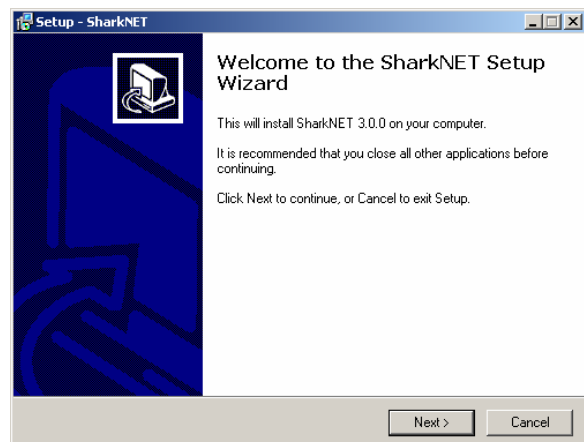 Setup - SharkNET
Welcome to the SharkNET Setup
Wizard
This will install SharkNET 3.0.0 on your computer.
It is recommended that you close all other applications before
continuing.
Click Next to continue, or Cancel to exit Setup.
Next >
Cancel